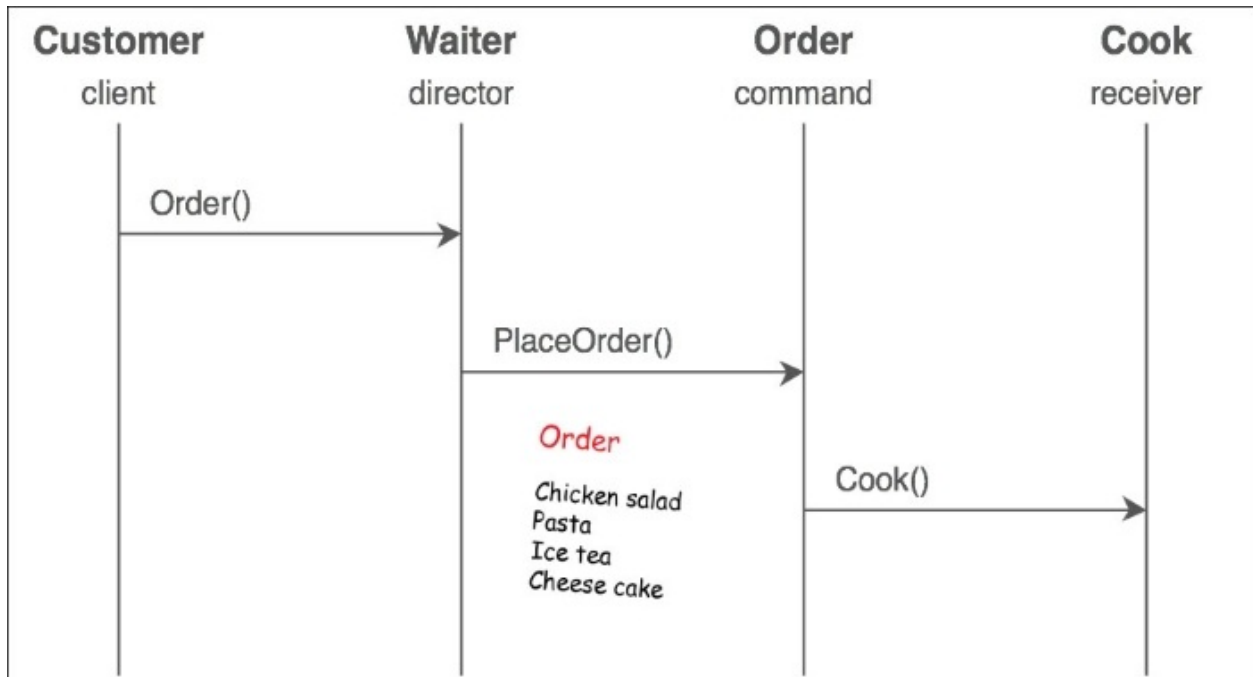 Customer Waiter Order Cook
client director command receiver
Order()
PlaceOrder()
Order
Chicken salad
Cook()
Pasta
Ice tea
Cheese cake